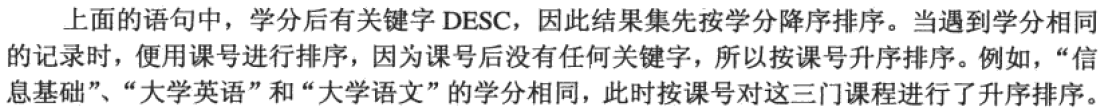 上面的语句中，学分后有关键字 DESC，因此结果集先按学分降序排序。当遇到学分相同
的记录时，便用课号进行排序，因为课号后没有任何关键字，所以按课号升序排序。例如，“信
息基础”、“大学英语”和“大学语文”的学分相同，此时按课号对这三门课程进行了升序排序。